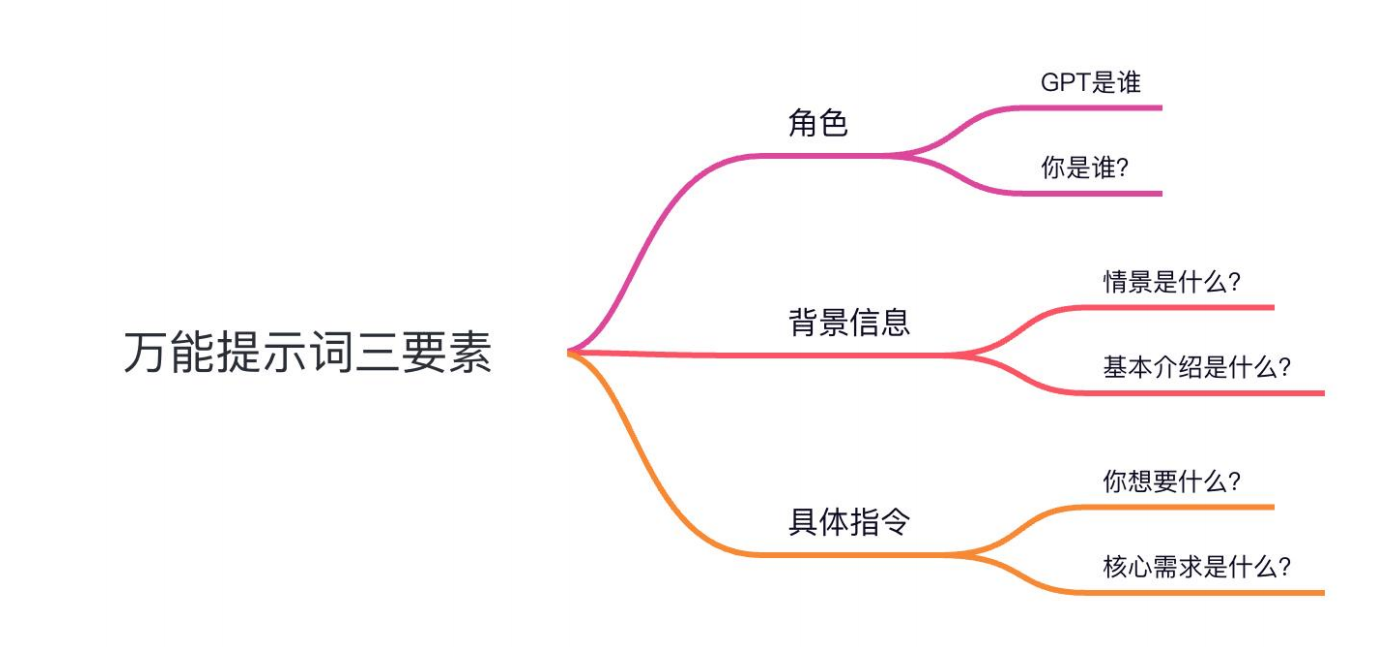 万能提示词三要素
角色
GPT是谁
你是谁?
背景信息
情景是什么?
基本介绍是什么?
具体指令
你想要什么?
核心需求是什么?